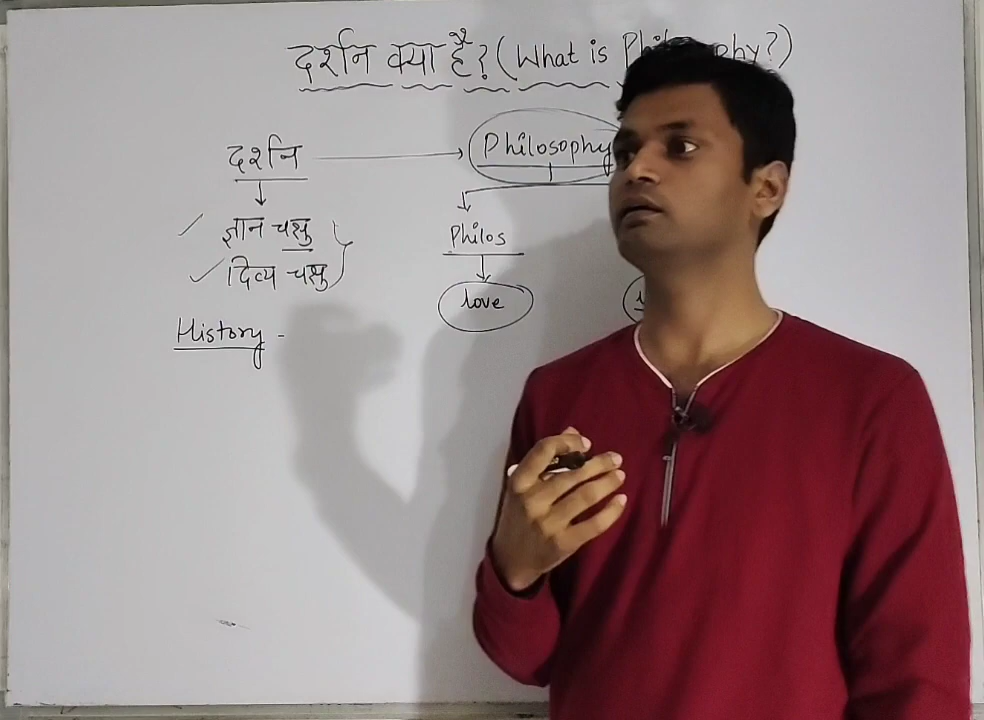 दर्शन क्या है? (What is Philosophy?)
दर्शन → Philosophy
ज्ञान चक्षु
दिव्य चक्षु
Philos
love
History -